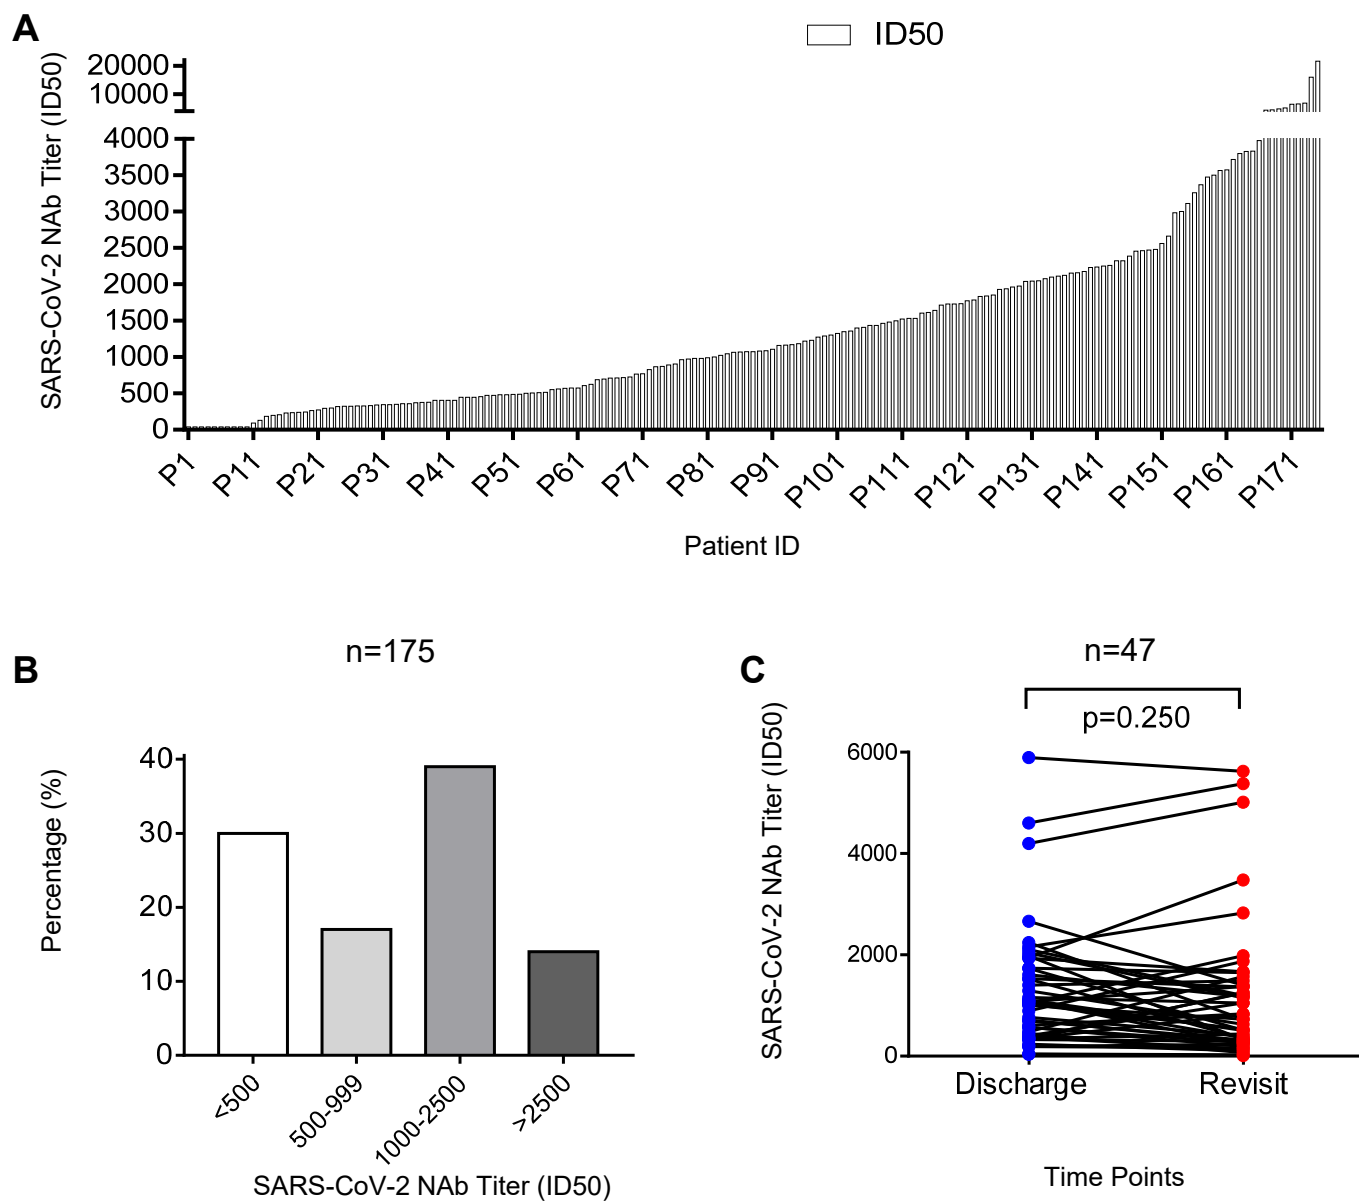 A
ID50
SARS-CoV-2 NAb Titer (ID50)
20000
10000
4000
3500
3000
2500
2000
1500
1000
500
0
P1 P11 P21 P31 P41 P51 P61 P71 P81 P91 P101 P111 P121 P131 P141 P151 P161 P171
Patient ID
B
n=175
Percentage (%)
40
30
20
10
0
<500 500-999 1000-2500 >2500
SARS-CoV-2 NAb Titer (ID50)
C
n=47
p=0.250
SARS-CoV-2 NAb Titer (ID50)
6000
4000
2000
0
Discharge Revisit
Time Points